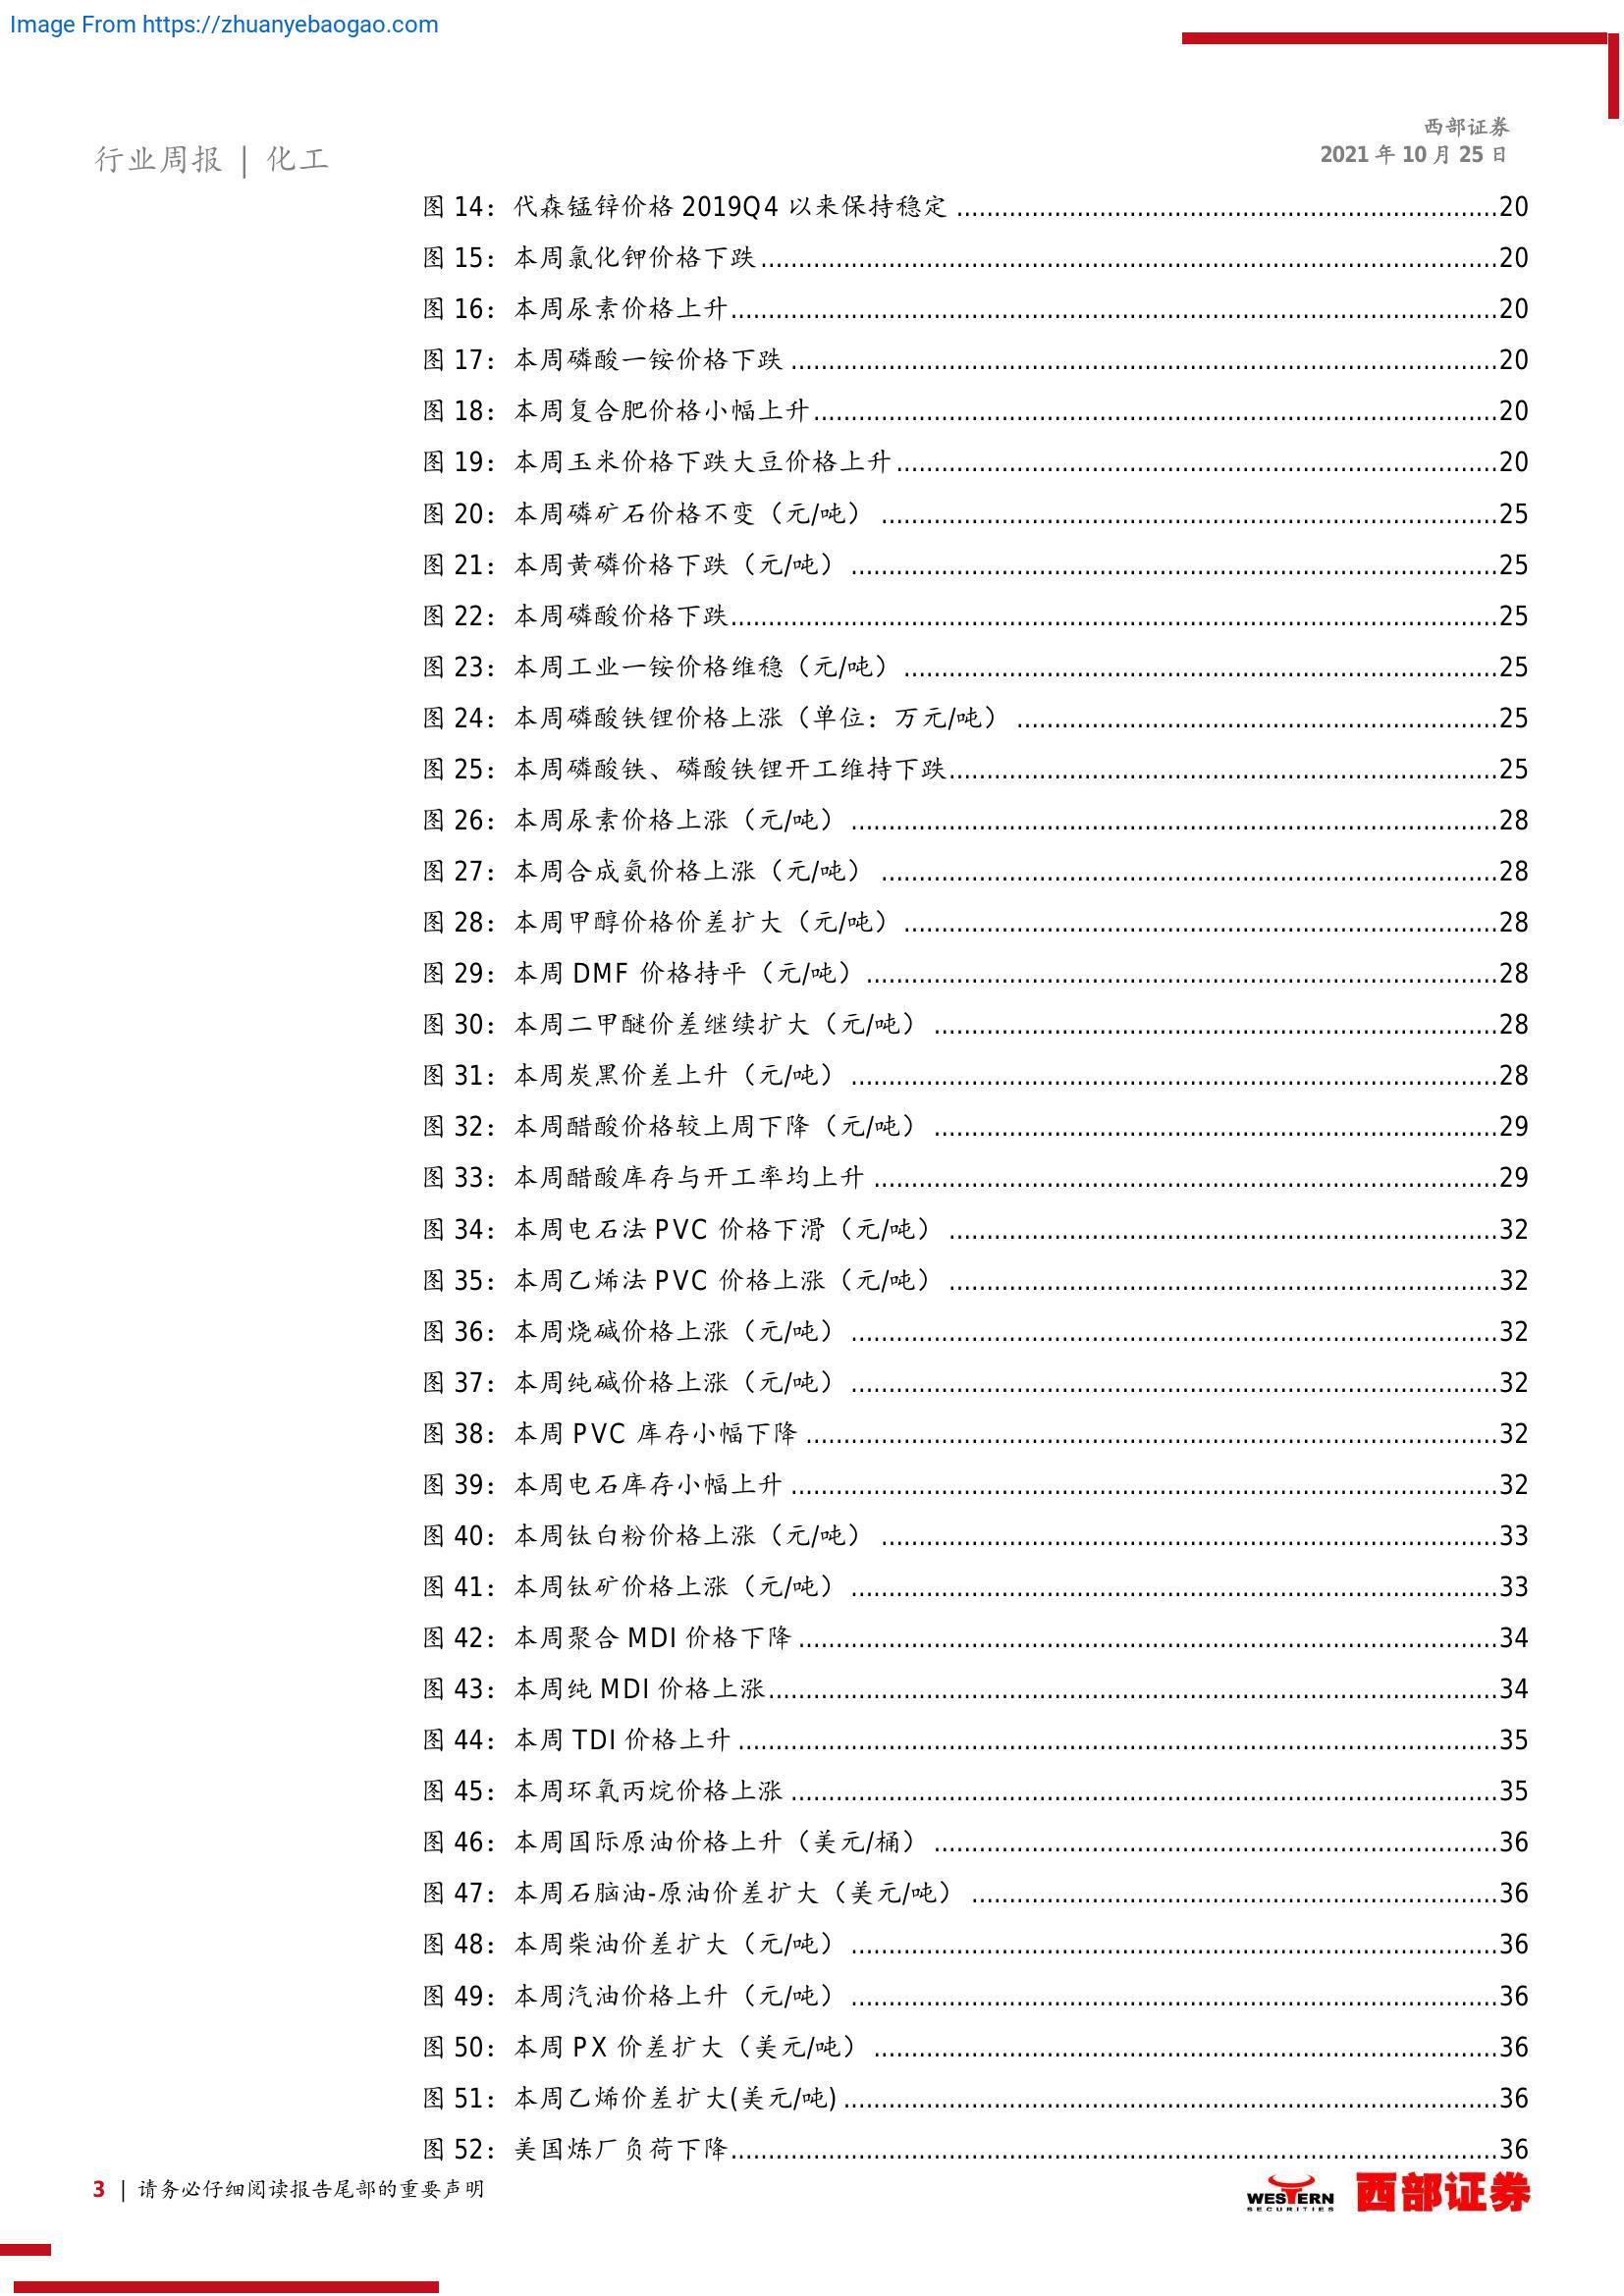 Image From https://zhuanyebaogao.com
西部证券
行业周报 | 化工
2021 年 10 月 25 日
图 14：代森锰锌价格 2019Q4 以来保持稳定 ........................20
图 15：本周氯化钾价格下跌........................20
图 16：本周尿素价格上升........................20
图 17：本周磷酸一铵价格下跌 ........................20
图 18：本周复合肥价格小幅上升........................20
图 19：本周玉米价格下跌大豆价格上升........................20
图 20：本周磷矿石价格不变（元/吨） ........................25
图 21：本周黄磷价格下跌（元/吨） ........................25
图 22：本周磷酸价格下跌........................25
图 23：本周工业一铵价格维稳（元/吨） ........................25
图 24：本周磷酸铁锂价格上涨（单位：万元/吨） ........................25
图 25：本周磷酸铁、磷酸铁锂开工维持下跌........................25
图 26：本周尿素价格上涨（元/吨） ........................28
图 27：本周合成氨价格上涨（元/吨） ........................28
图 28：本周甲醇价格价差扩大（元/吨） ........................28
图 29：本周 DMF 价格持平（元/吨） ........................28
图 30：本周二甲醚价差继续扩大（元/吨） ........................28
图 31：本周炭黑价差上升（元/吨） ........................28
图 32：本周醋酸价格较上周下降（元/吨） ........................29
图 33：本周醋酸库存与开工率均上升 ........................29
图 34：本周电石法 PVC 价格下滑（元/吨） ........................32
图 35：本周乙烯法 PVC 价格上涨（元/吨） ........................32
图 36：本周烧碱价格上涨（元/吨） ........................32
图 37：本周纯碱价格上涨（元/吨） ........................32
图 38：本周 PVC 库存小幅下降 ........................32
图 39：本周电石库存小幅上升 ........................32
图 40：本周钛白粉价格上涨（元/吨） ........................33
图 41：本周钛矿价格上涨（元/吨） ........................33
图 42：本周聚合 MDI 价格下降 ........................34
图 43：本周纯 MDI 价格上涨........................34
图 44：本周 TDI 价格上升 ........................35
图 45：本周环氧丙烷价格上涨 ........................35
图 46：本周国际原油价格上升（美元/桶） ........................36
图 47：本周石脑油-原油价差扩大（美元/吨） ........................36
图 48：本周柴油价差扩大（元/吨） ........................36
图 49：本周汽油价格上升（元/吨） ........................36
图 50：本周 PX 价差扩大（美元/吨） ........................36
图 51：本周乙烯价差扩大(美元/吨) ........................36
图 52：美国炼厂负荷下降........................36
3 | 请务必仔细阅读报告尾部的重要声明
WESTERN
SECURITIES
西部证券